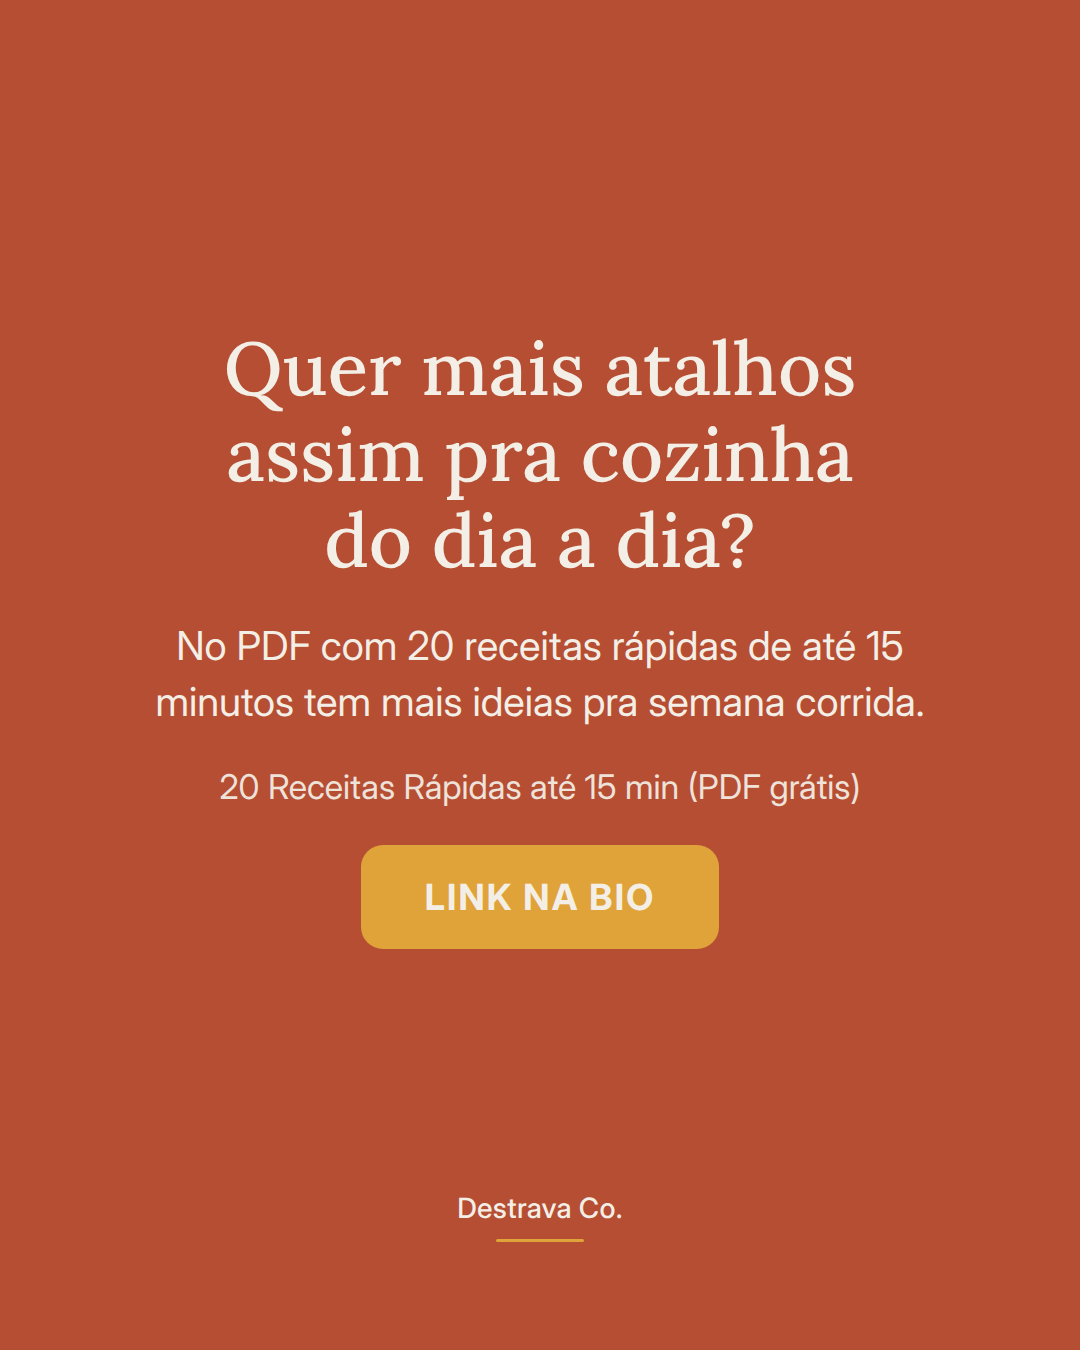 Quer mais atalhos
assim pra cozinha
do dia a dia?
No PDF com 20 receitas rápidas de até 15
minutos tem mais ideias pra semana corrida.
20 Receitas Rápidas até 15 min (PDF grátis)
LINK NA BIO
Destrava Co.